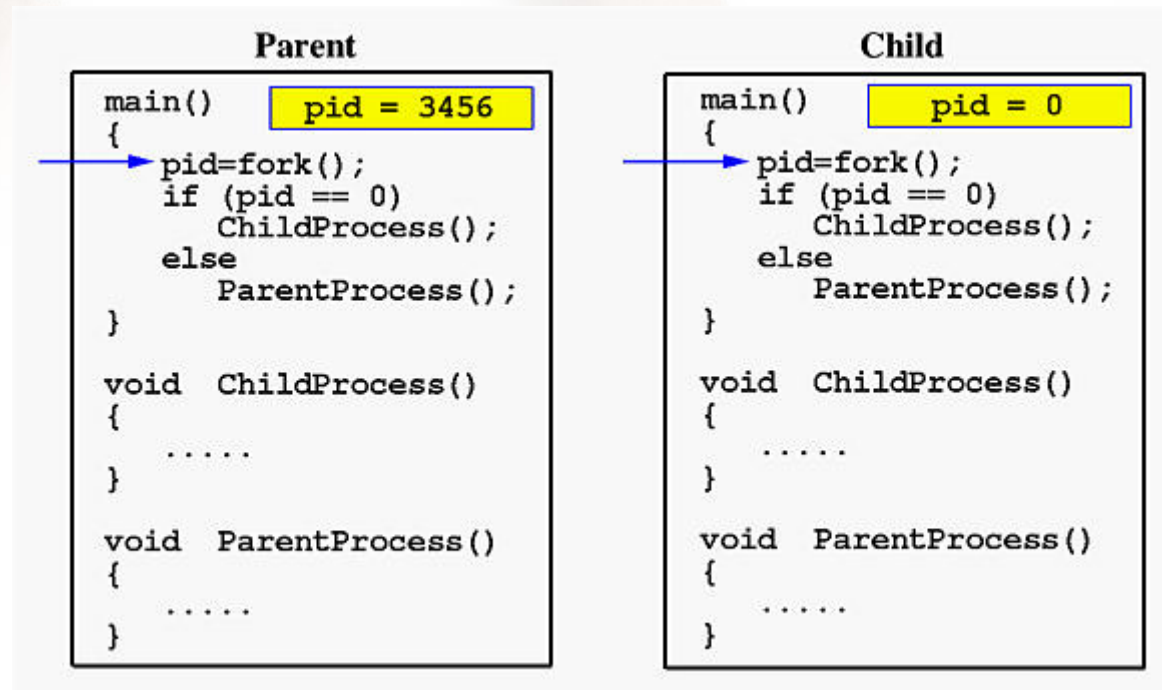 Parent
main()
pid = 3456
{
pid=fork();
if (pid == 0)
ChildProcess();
else
ParentProcess();
}
void ChildProcess()
{
.....
}
void ParentProcess()
{
.....
}
Child
main()
pid = 0
{
pid=fork();
if (pid == 0)
ChildProcess();
else
ParentProcess();
}
void ChildProcess()
{
.....
}
void ParentProcess()
{
.....
}